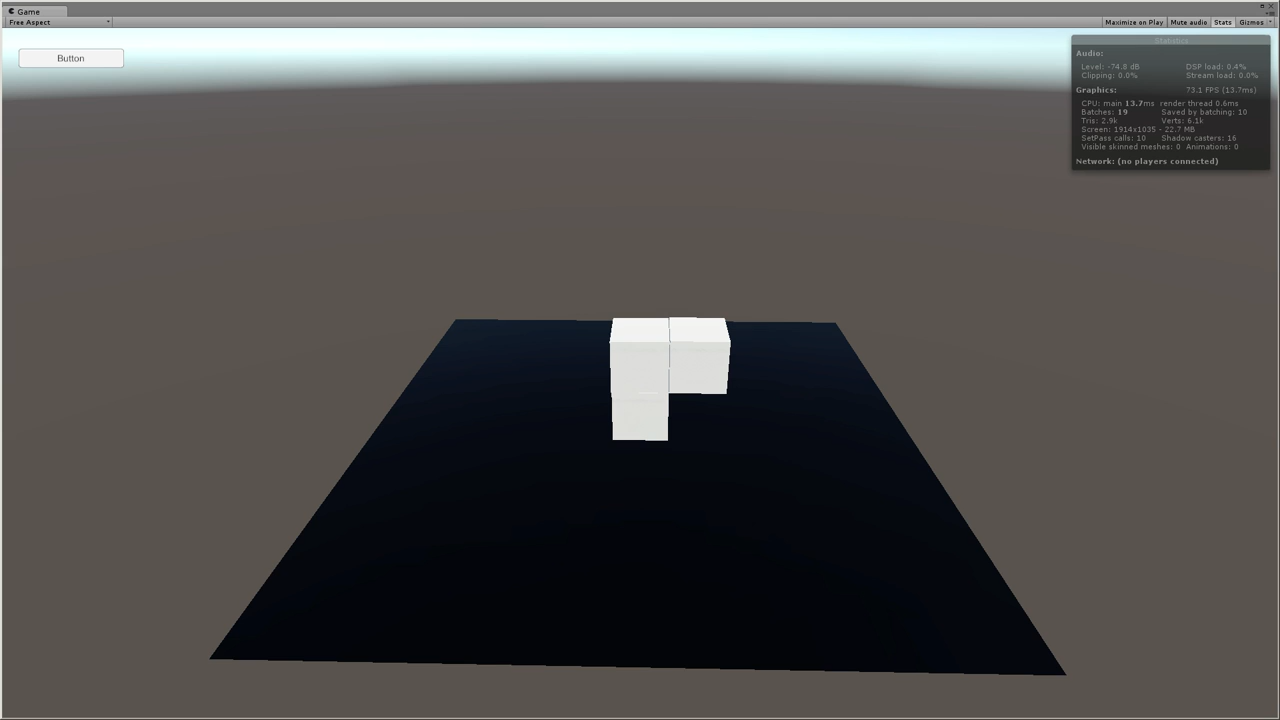 Game
Free Aspect
Maximize on Play Mute audio Stats Gizmos
Button
Statistics
Audio:
Level: -74.8 dB DSP load: 0.4%
Clipping: 0.0% Stream load: 0.0%
Graphics: 73.1 FPS (13.7ms)
CPU: main 13.7ms render thread 0.6ms
Batches: 19 Saved by batching: 10
Tris: 2.9k Verts: 6.1k
Screen: 1914x1035 - 22.7 MB
SetPass calls: 10 Shadow casters: 16
Visible skinned meshes: 0 Animations: 0
Network: (no players connected)